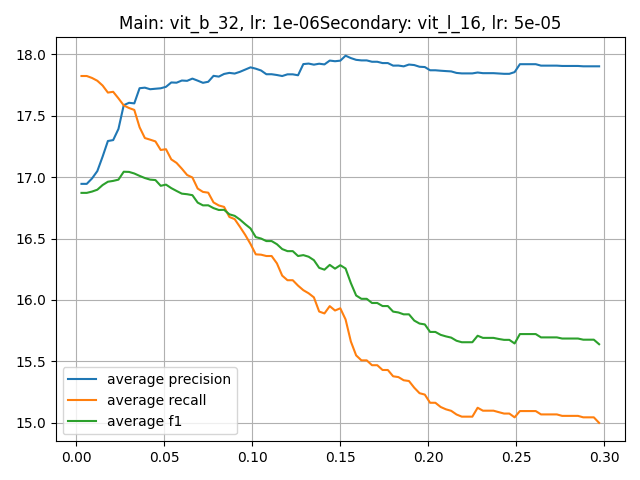 Main: vit_b_32, lr: 1e-06Secondary: vit_l_16, lr: 5e-05
18.0
17.5
17.0
16.5
16.0
15.5
15.0
average precision
average recall
average f1
0.00 0.05 0.10 0.15 0.20 0.25 0.30